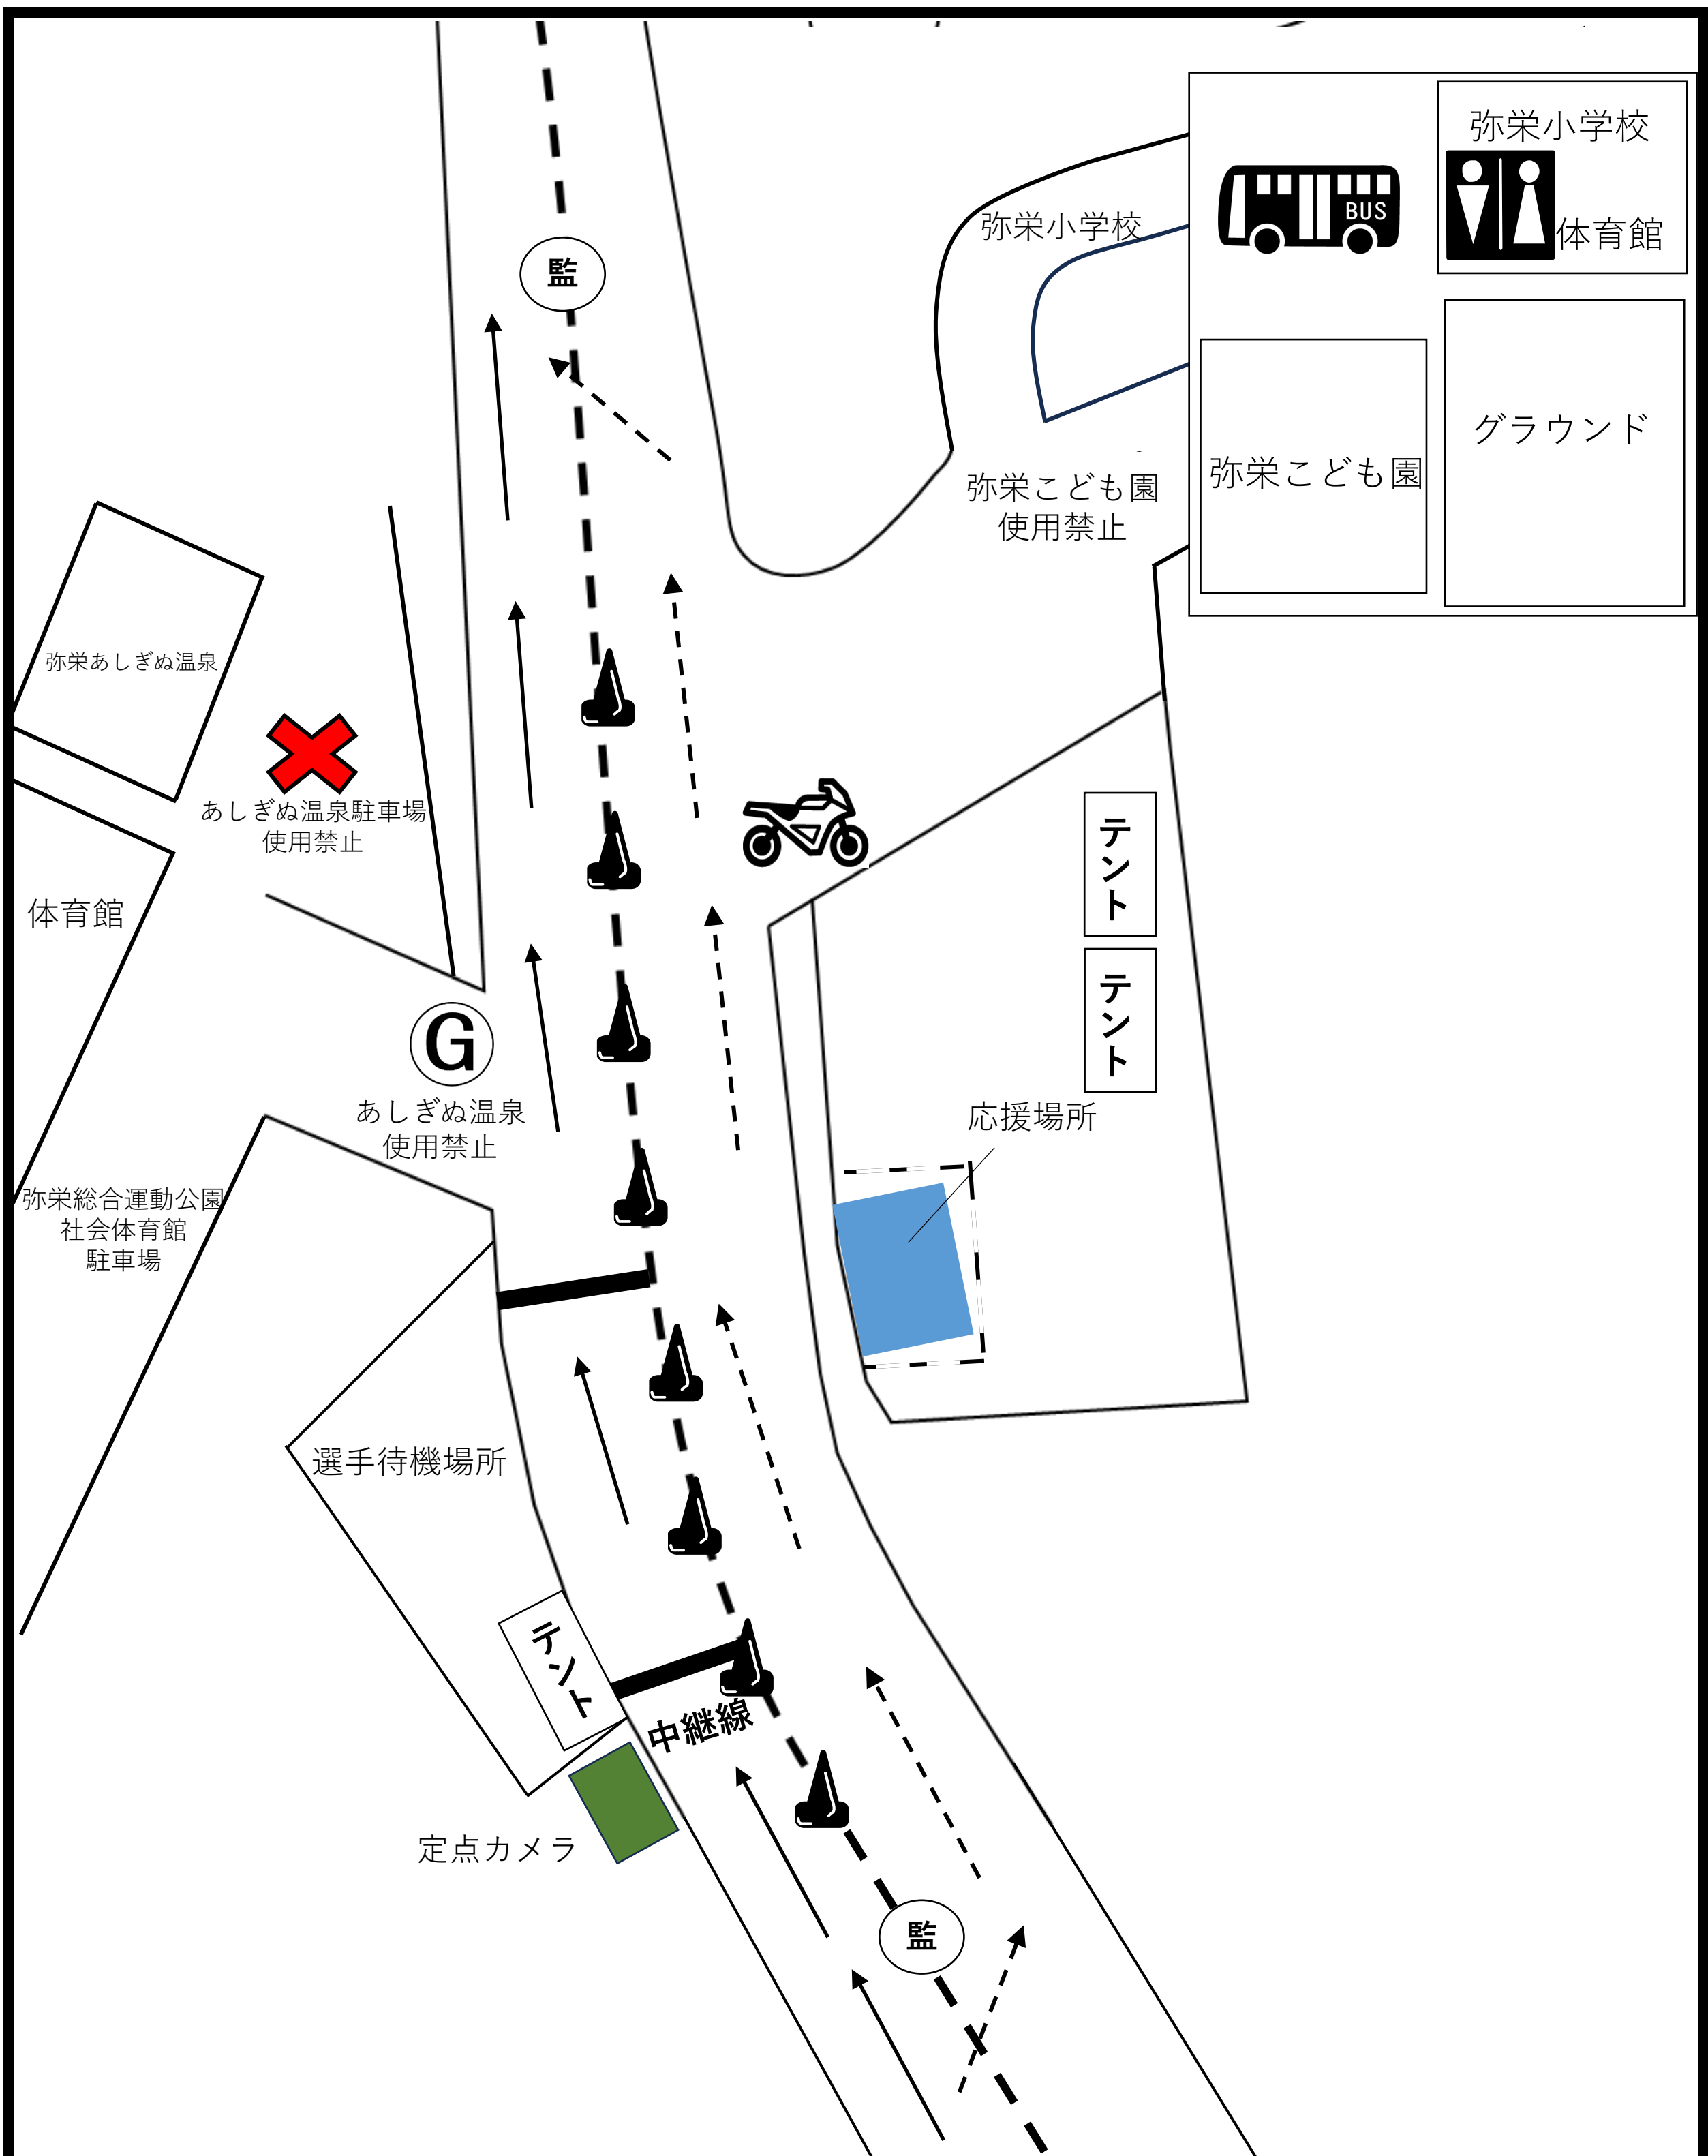 弥栄小学校
BUS
体育館
弥栄小学校
監
グラウンド
弥栄こども園
弥栄こども園
使用禁止
弥栄あしぎぬ温泉
あしぎぬ温泉駐車場
使用禁止
テント
体育館
テント
G
あしぎぬ温泉
使用禁止
応援場所
弥栄総合運動公園
社会体育館
駐車場
選手待機場所
テント
中継線
定点カメラ
監